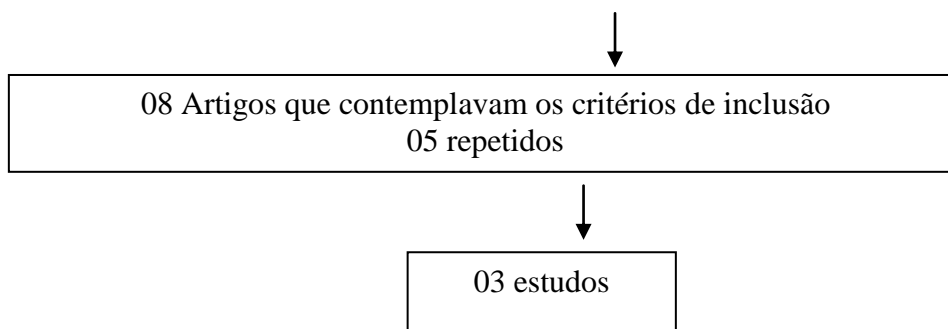 08 Artigos que contemplavam os critérios de inclusão
05 repetidos
03 estudos